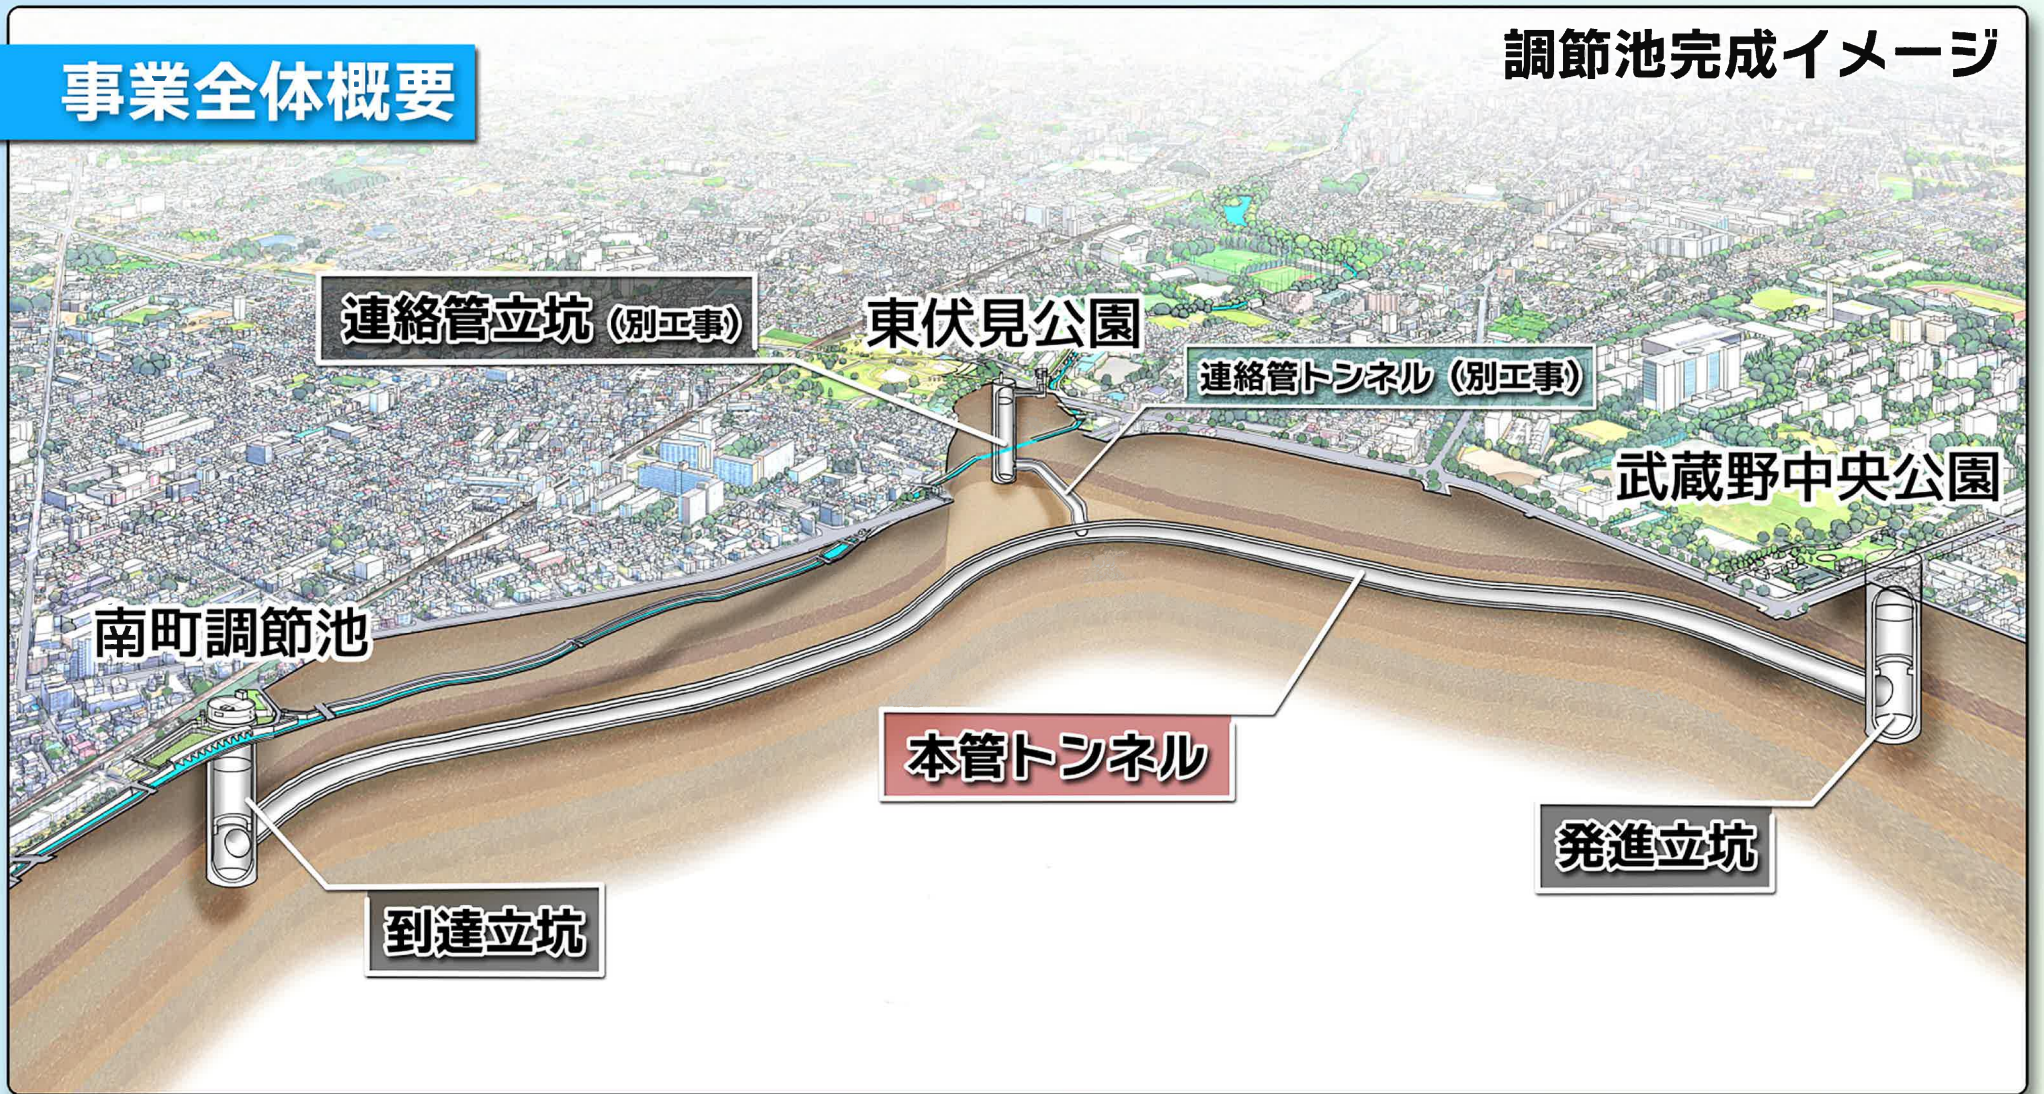 調節池完成イメージ
事業全体概要
連絡管立坑（別工事）
東伏見公園
連絡管トンネル（別工事）
武蔵野中央公園
南町調節池
本管トンネル
発進立坑
到達立坑